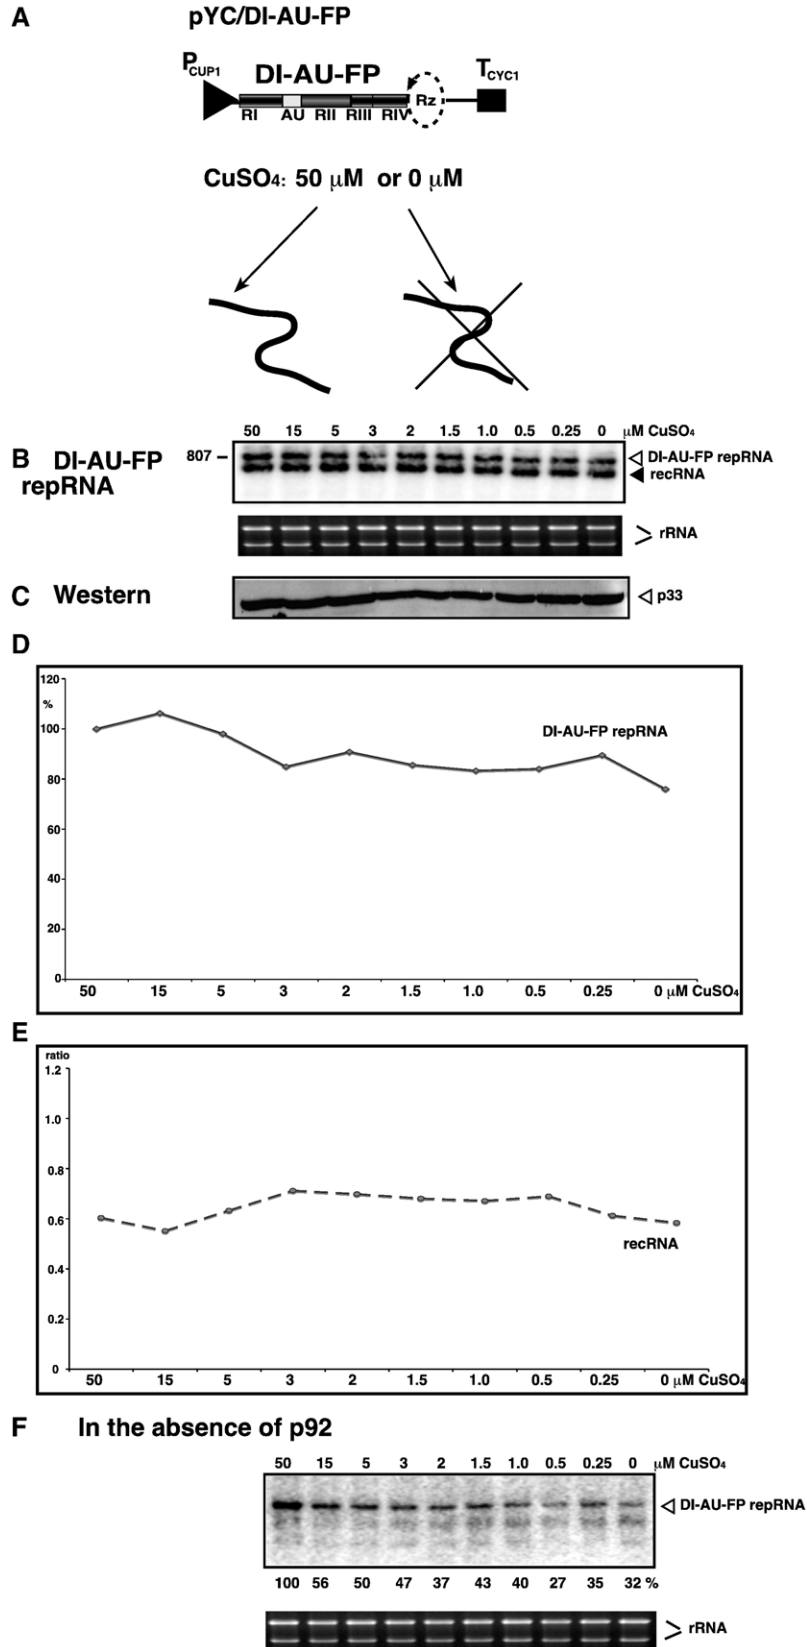 A pYC/DI-AU-FP
PCUP1 DI-AU-FP TCYC1
Rz
RI AU RII RIII RIV
CuSO4: 50 μM or 0 μM
50 15 5 3 2 1.5 1.0 0.5 0.25 0 μM CuSO4
B DI-AU-FP 807 DI-AU-FP repRNA
repRNA recRNA
rRNA
C Western p33
D
120
%
100
DI-AU-FP repRNA
80
60
40
20
0
50 15 5 3 2 1.5 1.0 0.5 0.25 0 μM CuSO4
E
ratio
1.2
1.0
0.8
0.6
recRNA
0.4
0.2
0
50 15 5 3 2 1.5 1.0 0.5 0.25 0 μM CuSO4
F In the absence of p92
50 15 5 3 2 1.5 1.0 0.5 0.25 0 μM CuSO4
DI-AU-FP repRNA
100 56 50 47 37 43 40 27 35 32 %
rRNA